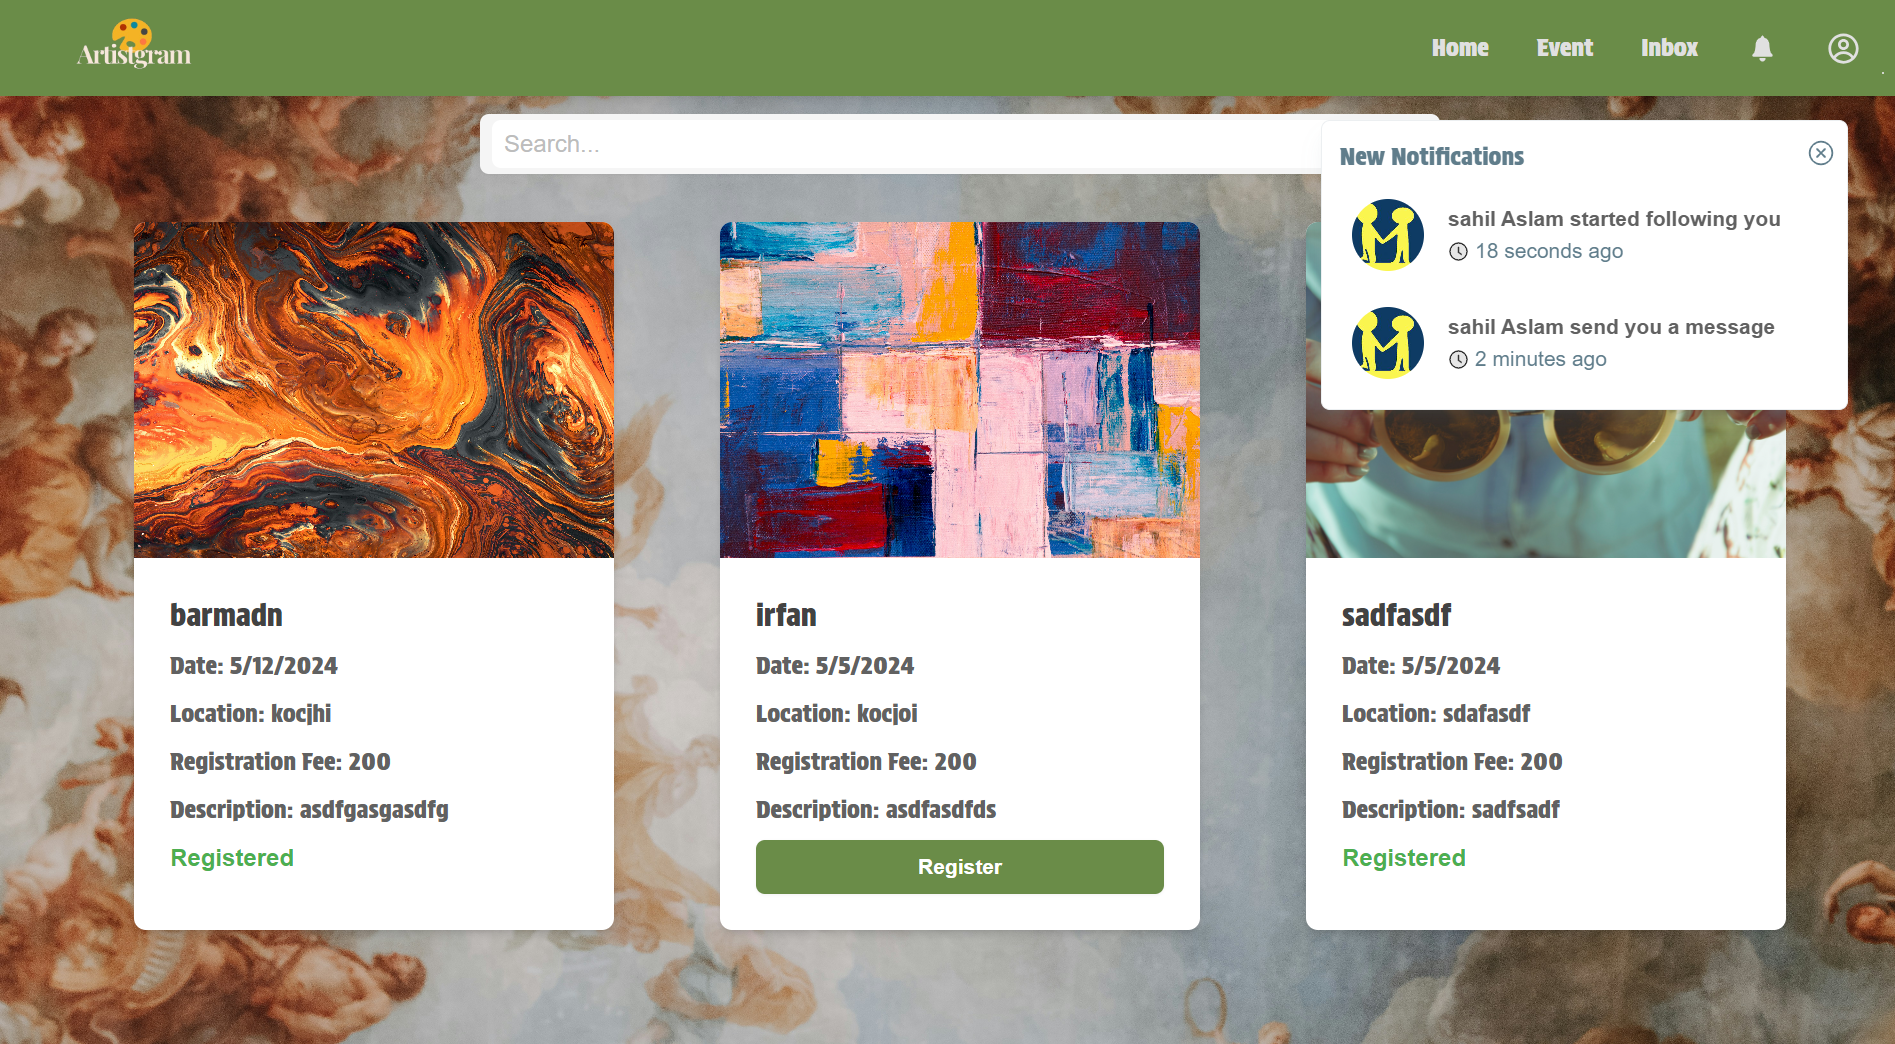 Artistgram
Home
Event
Inbox
Search...
New Notifications
sahil Aslam started following you
18 seconds ago
sahil Aslam send you a message
2 minutes ago
barmadn
Date: 5/12/2024
Location: kocjhi
Registration Fee: 200
Description: asdfgasgasdfg
Registered
irfan
Date: 5/5/2024
Location: kocjoi
Registration Fee: 200
Description: asdfasdfds
Register
sadfasdf
Date: 5/5/2024
Location: sdafasdf
Registration Fee: 200
Description: sadfsadf
Registered